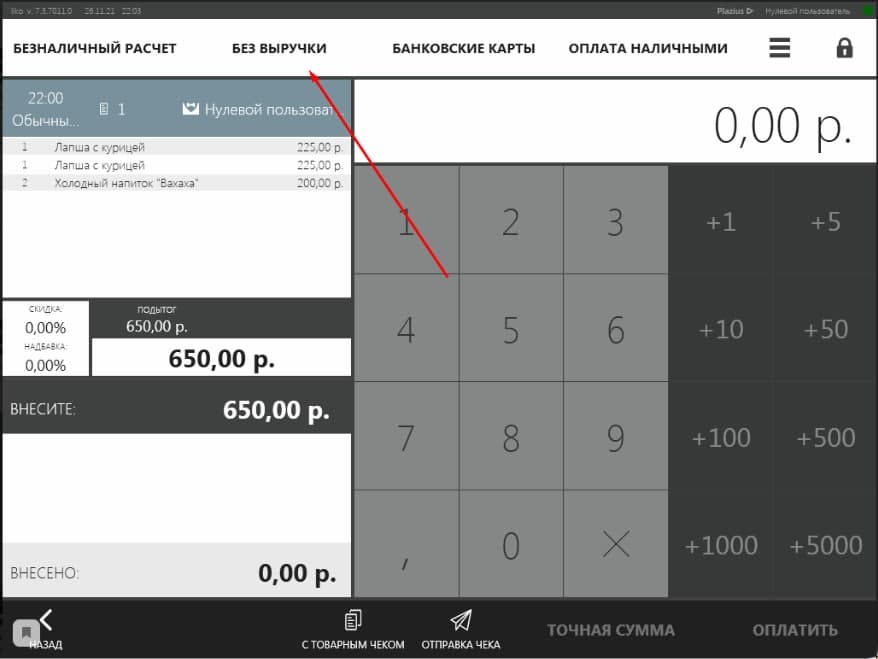 iiko v. 7.3.7011.0 26.11.21 22:03 Plazius Нулевой пользователь
БЕЗНАЛИЧНЫЙ РАСЧЕТ БЕЗ ВЫРУЧКИ БАНКОВСКИЕ КАРТЫ ОПЛАТА НАЛИЧНЫМИ
22:00
Обычны... 1 Нулевой пользоват...
1 Лапша с курицей 225,00 р.
1 Лапша с курицей 225,00 р.
2 Холодный напиток "Вахаха" 200,00 р.
0,00 р.
1 2 3 +1 +5
4 5 6 +10 +50
7 8 9 +100 +500
, 0 +1000 +5000
СКИДКА: ПОДЫТОГ
0,00% 650,00 р.
НАДБАВКА:
0,00% 650,00 р.
ВНЕСИТЕ: 650,00 р.
ВНЕСЕНО: 0,00 р.
НАЗАД С ТОВАРНЫМ ЧЕКОМ ОТПРАВКА ЧЕКА ТОЧНАЯ СУММА ОПЛАТИТЬ